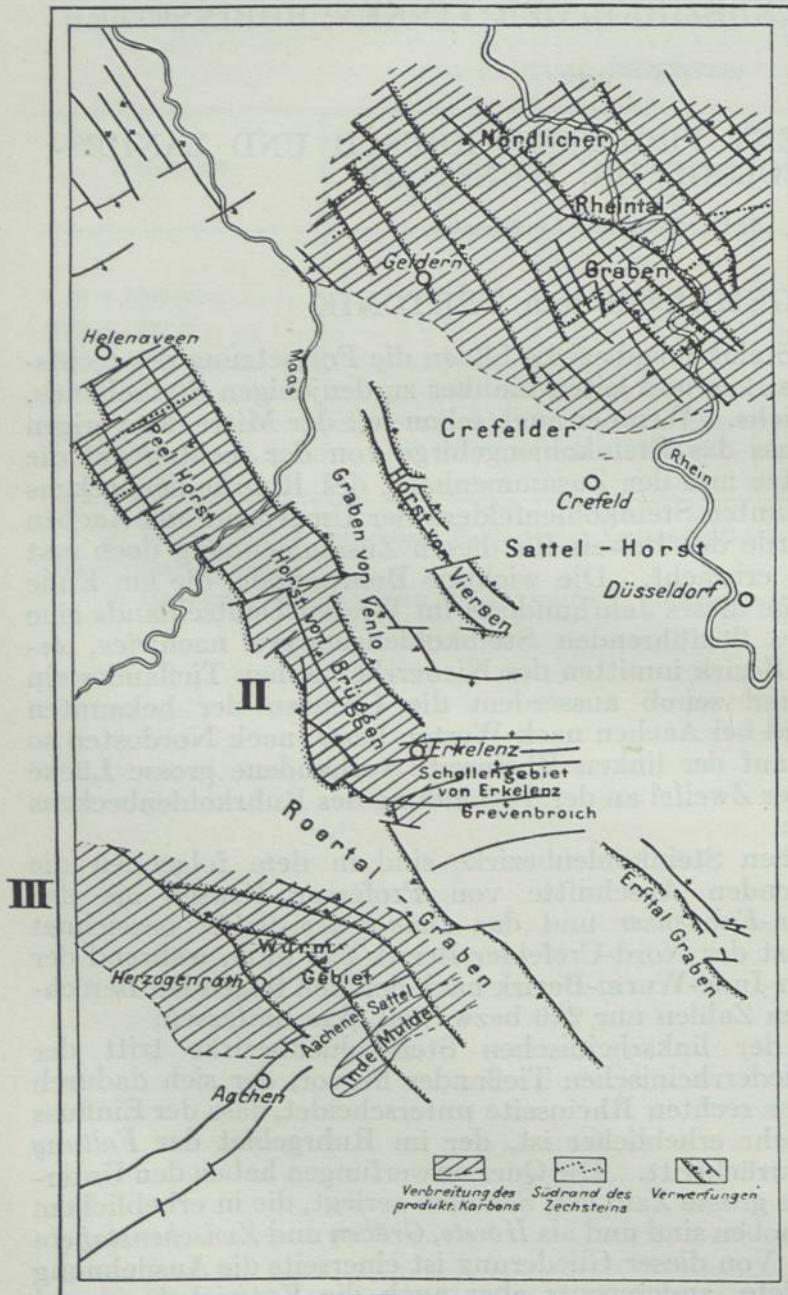 Nördlicher
Rheintal
Graben
Geldern
Helenaveen
Maas
Peel Horst
Graben von Venlo
Horst von
Viersen
Crefelder
Crefeld
Rhein
Sattel-Horst
Düsseldorf
Horst von Brüggen
II
Erkelenz
Schollengebiet
von Erkelenz
Grevenbroich
Roertal
Graben
Erfttal Graben
III
Wurm-
Gebiet
Herzogenrath
Aachener Sattel
Inde Mulde
Aachen
Verbreitung des
produkt. Karbons
Südrand des
Zechsteins
Verwerfungen